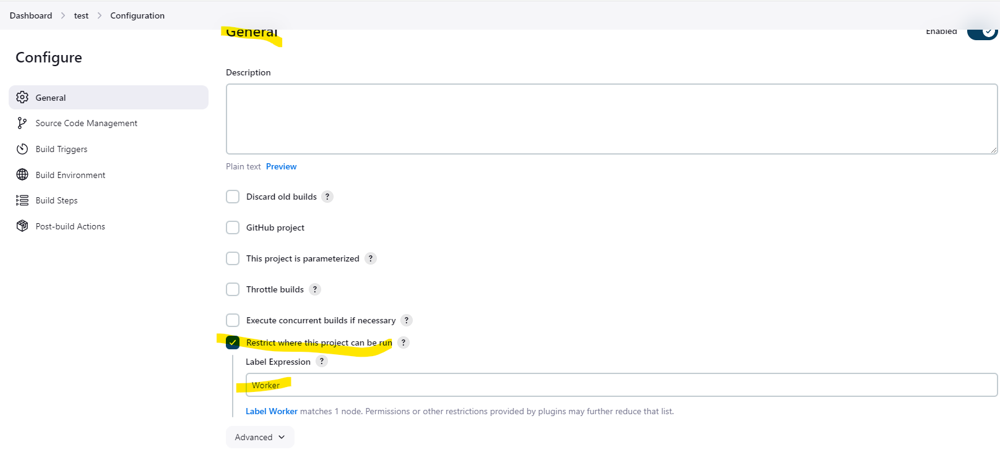 Dashboard > test > Configuration
General
Enabled
Configure
General
Source Code Management
Build Triggers
Build Environment
Build Steps
Post-build Actions
Description
Plain text Preview
Discard old builds ?
GitHub project
This project is parameterized ?
Throttle builds ?
Execute concurrent builds if necessary ?
Restrict where this project can be run ?
Label Expression ?
Worker
Label Worker matches 1 node. Permissions or other restrictions provided by plugins may further reduce that list.
Advanced